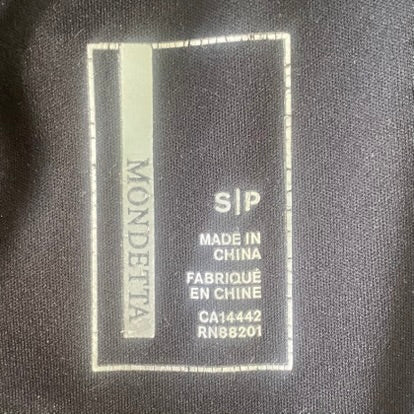 MONDETTA
S|P
MADE IN
CHINA
FABRIQUÉ
EN CHINE
CA14442
RN88201